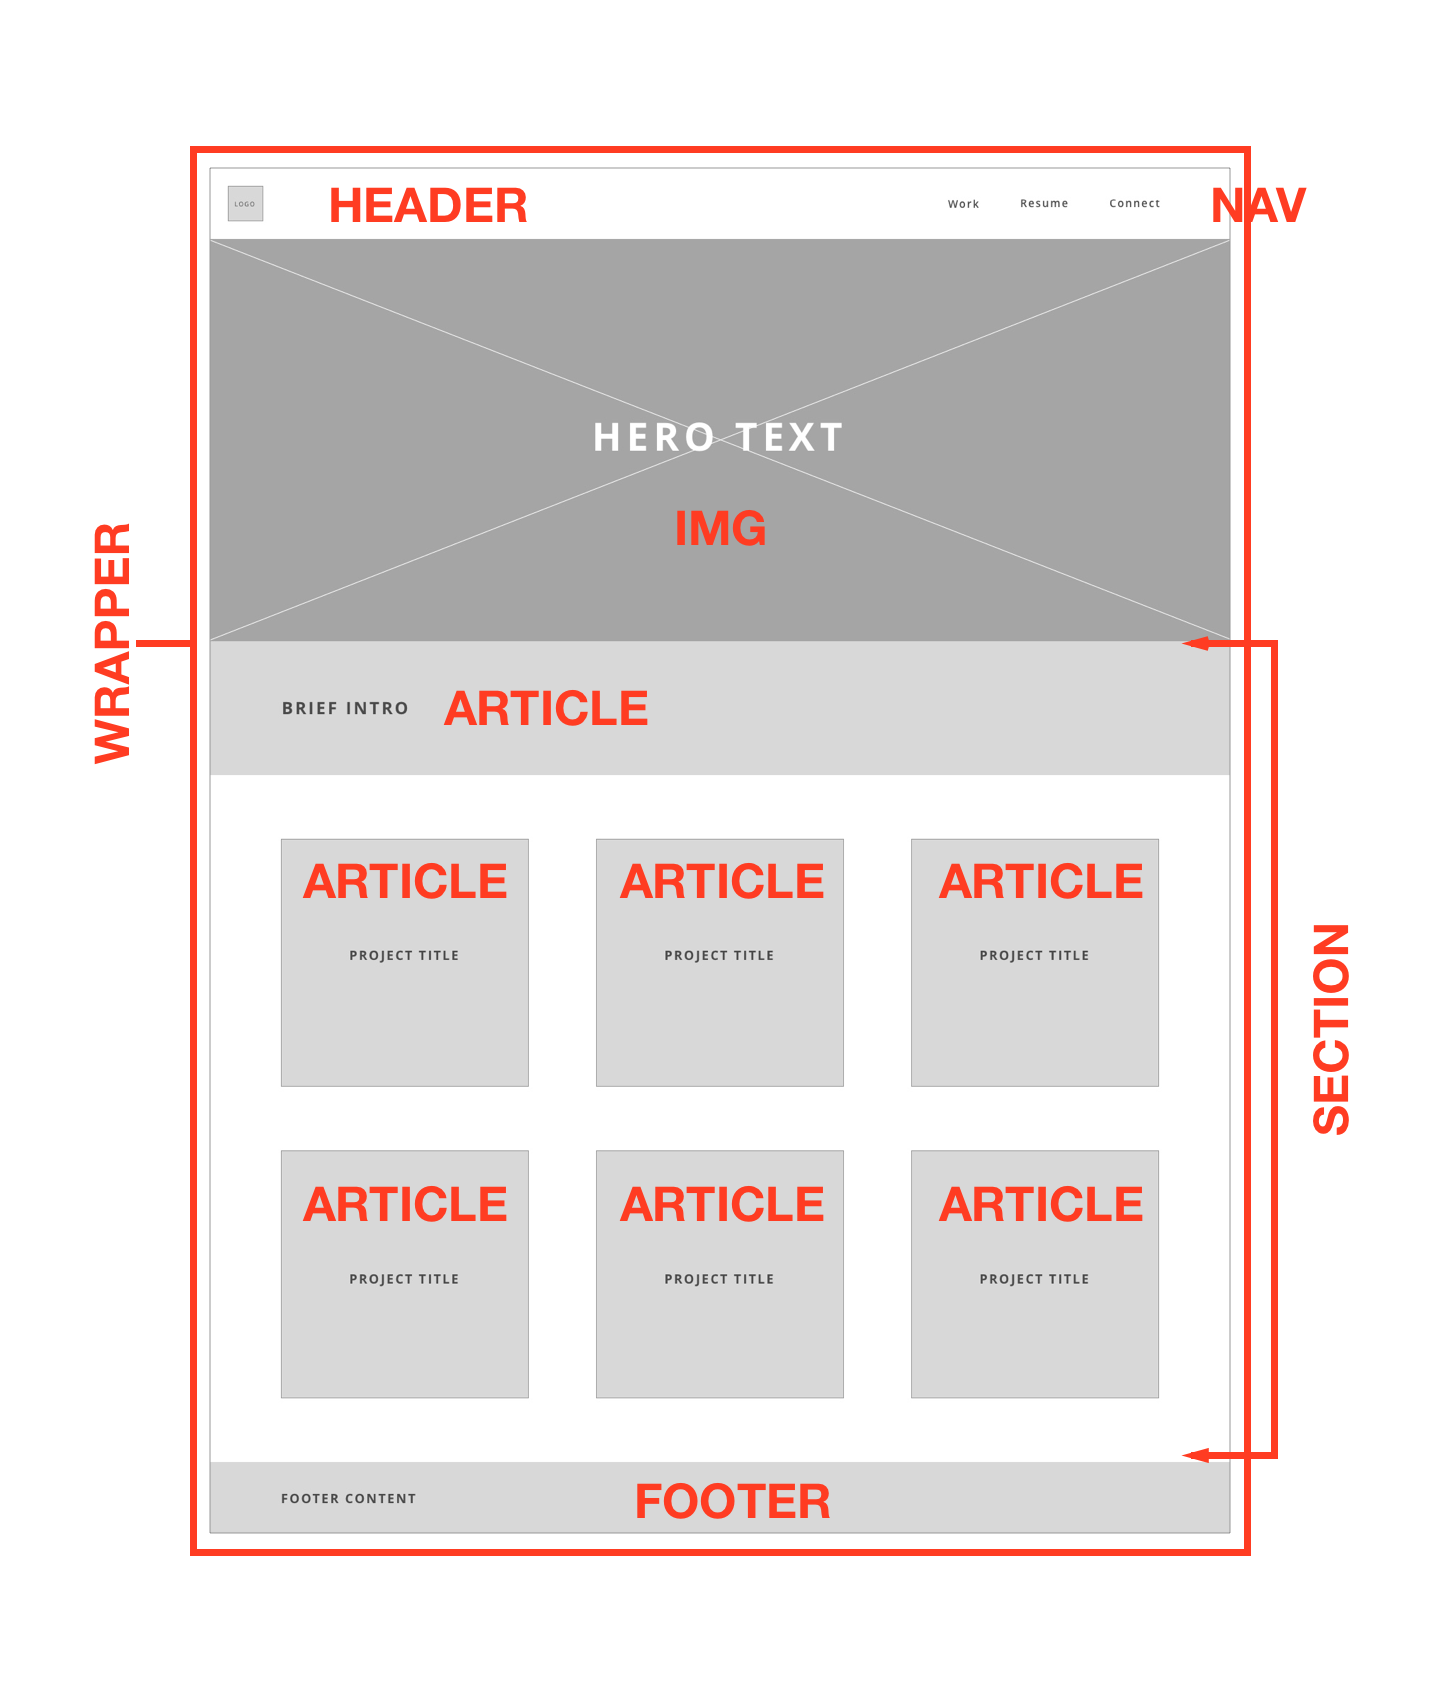 LOGO
HEADER
Work
Resume
Connect
NAV
HERO TEXT
IMG
WRAPPER
BRIEF INTRO
ARTICLE
ARTICLE
ARTICLE
ARTICLE
PROJECT TITLE
PROJECT TITLE
PROJECT TITLE
SECTION
ARTICLE
ARTICLE
ARTICLE
PROJECT TITLE
PROJECT TITLE
PROJECT TITLE
FOOTER CONTENT
FOOTER